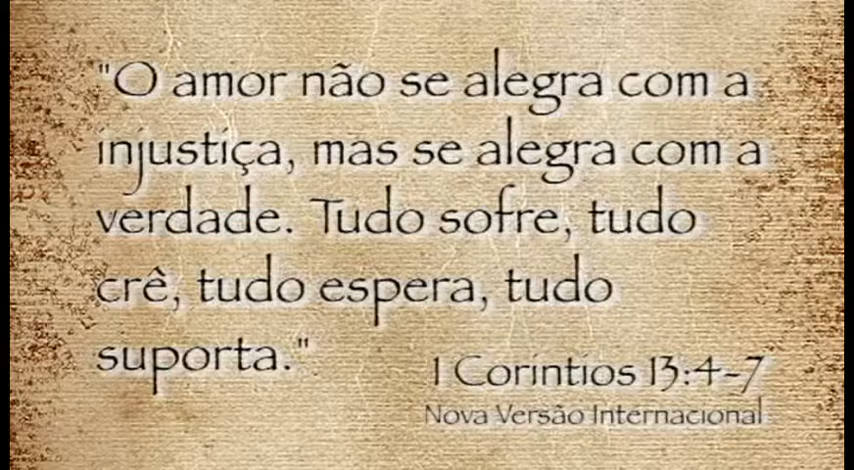 "O amor não se alegra com a
injustiça, mas se alegra com a
verdade. Tudo sofre, tudo
crê, tudo espera, tudo
suporta."
1 Coríntios 13:4-7
Nova Versão Internacional